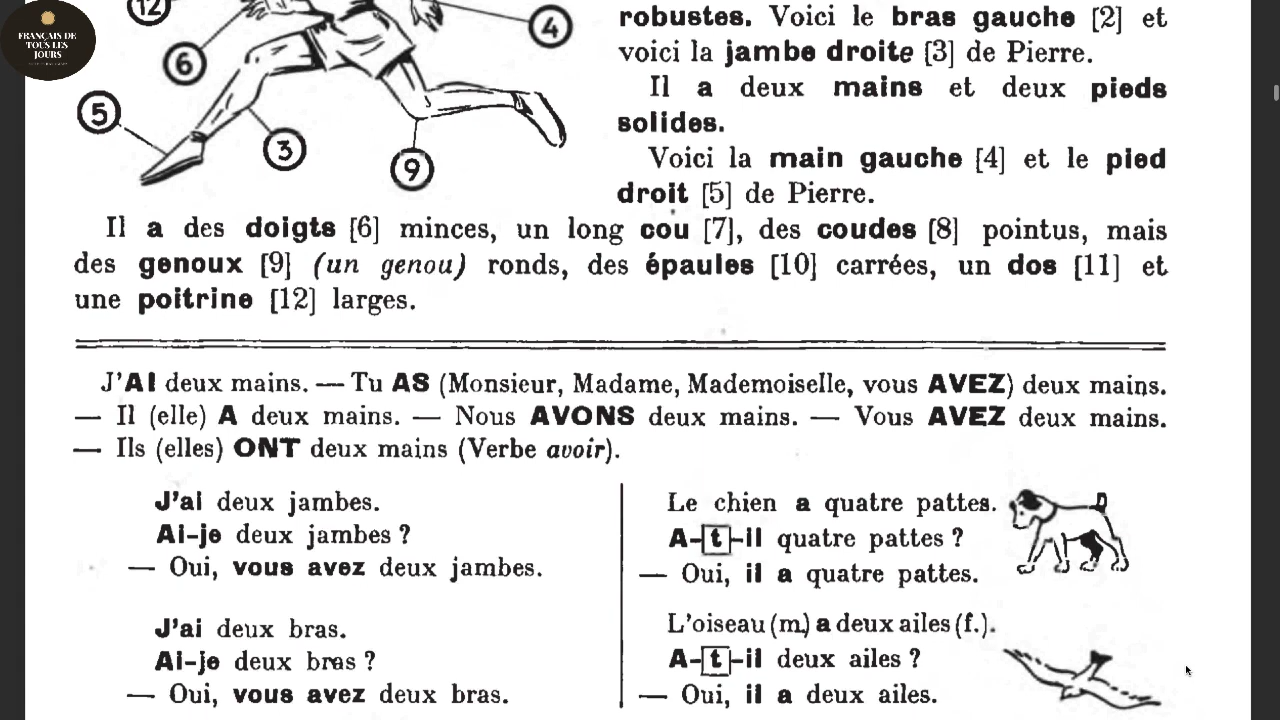 FRANÇAIS DE
TOUS LES
JOURS
12
6
5
3
9
4
robustes. Voici le bras gauche [2] et
voici la jambe droite [3] de Pierre.
Il a deux mains et deux pieds
solides.
Voici la main gauche [4] et le pied
droit [5] de Pierre.
Il a des doigts [6] minces, un long cou [7], des coudes [8] pointus, mais
des genoux [9] (un genou) ronds, des épaules [10] carrées, un dos [11] et
une poitrine [12] larges.
J'AI deux mains. — Tu AS (Monsieur, Madame, Mademoiselle, vous AVEZ) deux mains.
— Il (elle) A deux mains. — Nous AVONS deux mains. — Vous AVEZ deux mains.
— Ils (elles) ONT deux mains (Verbe avoir).
J'ai deux jambes.
Ai-je deux jambes ?
— Oui, vous avez deux jambes.
J'ai deux bras.
Ai-je deux bras ?
— Oui, vous avez deux bras.
Le chien a quatre pattes.
A-t-il quatre pattes ?
— Oui, il a quatre pattes.
L'oiseau (m.) a deux ailes (f.).
A-t-il deux ailes ?
— Oui, il a deux ailes.